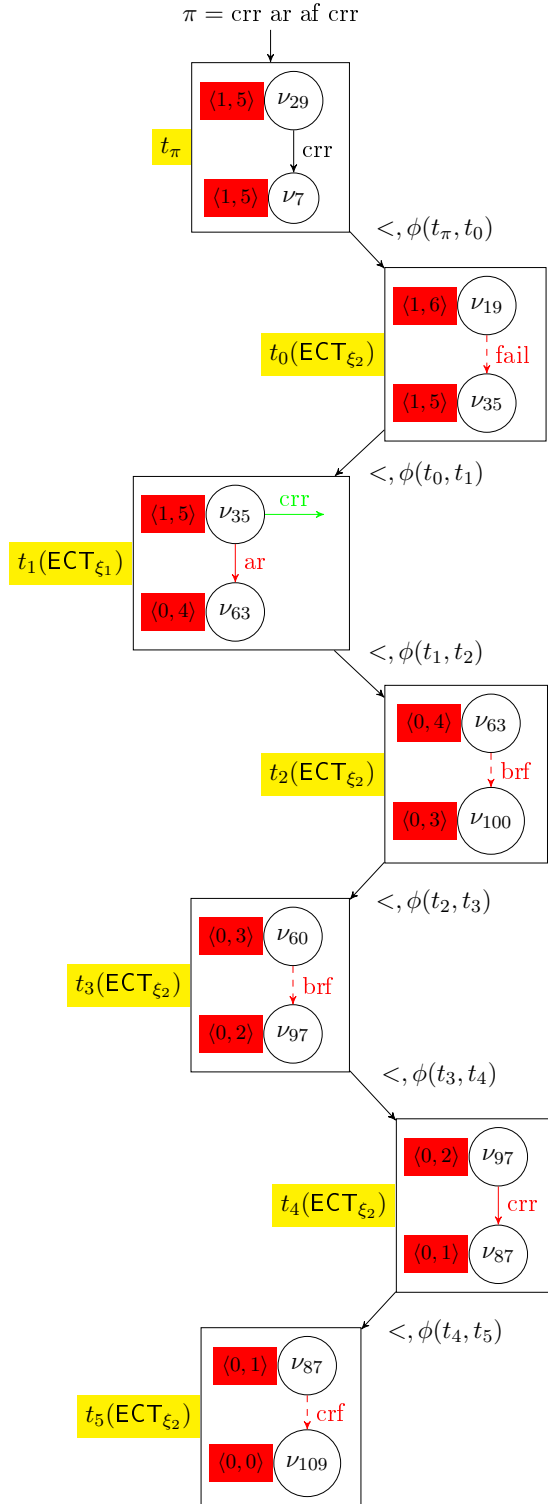 π = crr ar af crr
⟨1, 5⟩ ν₂₉
crr
t_π
⟨1, 5⟩ ν₇
<, ϕ(t_π, t₀)
⟨1, 6⟩ ν₁₉
t₀(ECT_ξ₂) fail
⟨1, 5⟩ ν₃₅
<, ϕ(t₀, t₁)
⟨1, 5⟩ ν₃₅ crr
t₁(ECT_ξ₁) ar
⟨0, 4⟩ ν₆₃
<, ϕ(t₁, t₂)
⟨0, 4⟩ ν₆₃
t₂(ECT_ξ₂) brf
⟨0, 3⟩ ν₁₀₀
<, ϕ(t₂, t₃)
⟨0, 3⟩ ν₆₀
t₃(ECT_ξ₂) brf
⟨0, 2⟩ ν₉₇
<, ϕ(t₃, t₄)
⟨0, 2⟩ ν₉₇
t₄(ECT_ξ₂) crr
⟨0, 1⟩ ν₈₇
<, ϕ(t₄, t₅)
⟨0, 1⟩ ν₈₇
t₅(ECT_ξ₂) crf
⟨0, 0⟩ ν₁₀₉